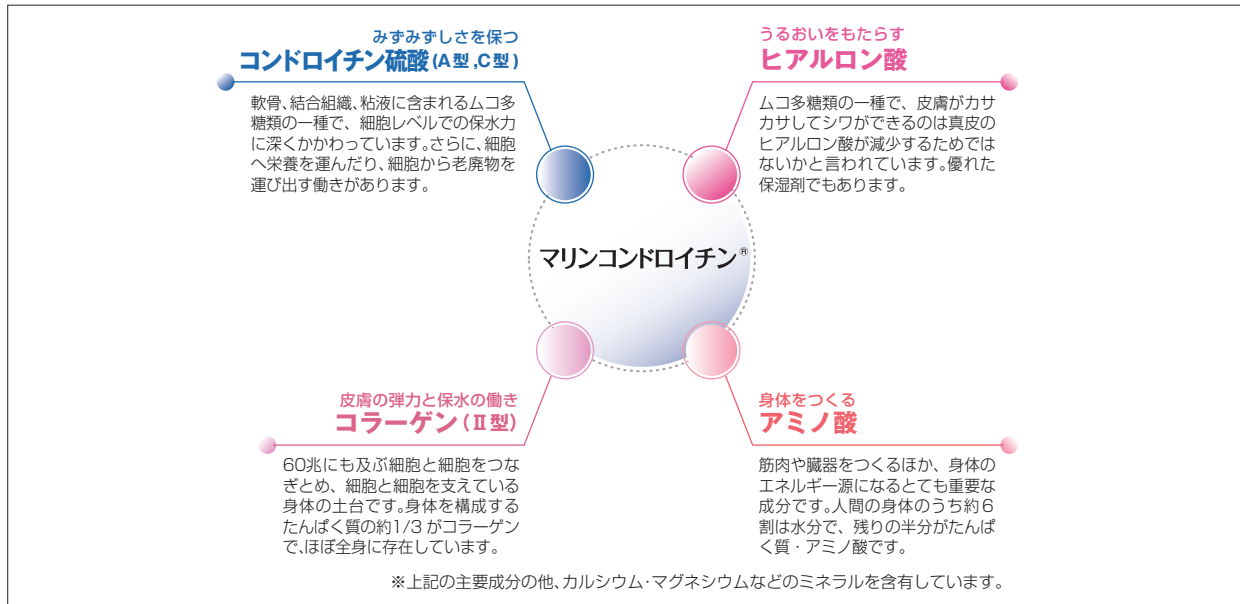 みずみずしさを保つ
コンドロイチン硫酸(A型,C型)
軟骨、結合組織、粘液に含まれるムコ多
糖類の一種で、細胞レベルでの保水力
に深くかかわっています。さらに、細胞
へ栄養を運んだり、細胞から老廃物を
運び出す働きがあります。
うるおいをもたらす
ヒアルロン酸
ムコ多糖類の一種で、皮膚がカサ
カサしてシワができるのは真皮の
ヒアルロン酸が減少するためでは
ないかと言われています。優れた
保湿剤でもあります。
マリンコンドロイチン®
皮膚の弾力と保水の働き
コラーゲン(Ⅱ型)
60兆にも及ぶ細胞と細胞をつな
ぎとめ、細胞と細胞を支えている
身体の土台です。身体を構成する
たんぱく質の約1/3がコラーゲン
で、ほぼ全身に存在しています。
身体をつくる
アミノ酸
筋肉や臓器をつくるほか、身体の
エネルギー源になるとても重要な
成分です。人間の身体のうち約6
割は水分で、残りの半分がたんぱ
く質・アミノ酸です。
※上記の主要成分の他、カルシウム・マグネシウムなどのミネラルを含有しています。